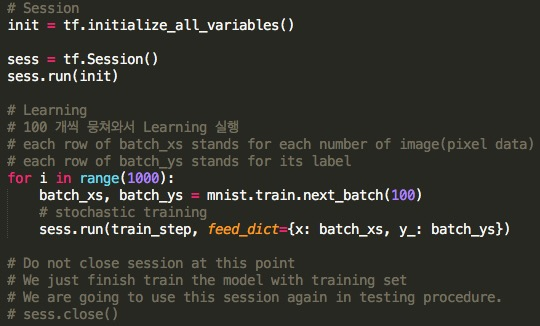 # Session
init = tf.initialize_all_variables()
sess = tf.Session()
sess.run(init)
# Learning
# 100 개씩 뭉쳐와서 Learning 실행
# each row of batch_xs stands for each number of image(pixel data)
# each row of batch_ys stands for its label
for i in range(1000):
batch_xs, batch_ys = mnist.train.next_batch(100)
# stochastic training
sess.run(train_step, feed_dict={x: batch_xs, y_: batch_ys})
# Do not close session at this point
# We just finish train the model with training set
# We are going to use this session again in testing procedure.
# sess.close()